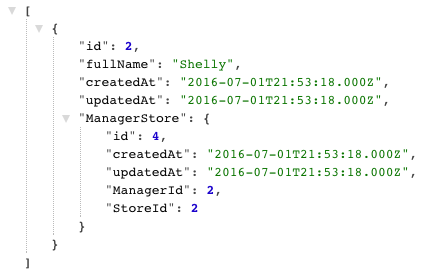 [
{
"id": 2,
"fullName": "Shelly",
"createdAt": "2016-07-01T21:53:18.000Z",
"updatedAt": "2016-07-01T21:53:18.000Z",
"ManagerStore": {
"id": 4,
"createdAt": "2016-07-01T21:53:18.000Z",
"updatedAt": "2016-07-01T21:53:18.000Z",
"ManagerId": 2,
"StoreId": 2
}
}
]